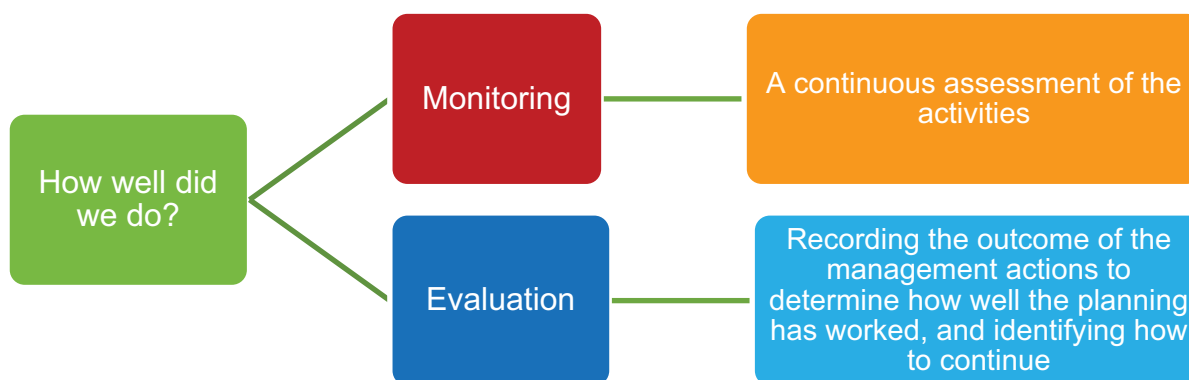 How well did
we do?
Monitoring
A continuous assessment of the
activities
Evaluation
Recording the outcome of the
management actions to
determine how well the planning
has worked, and identifying how
to continue